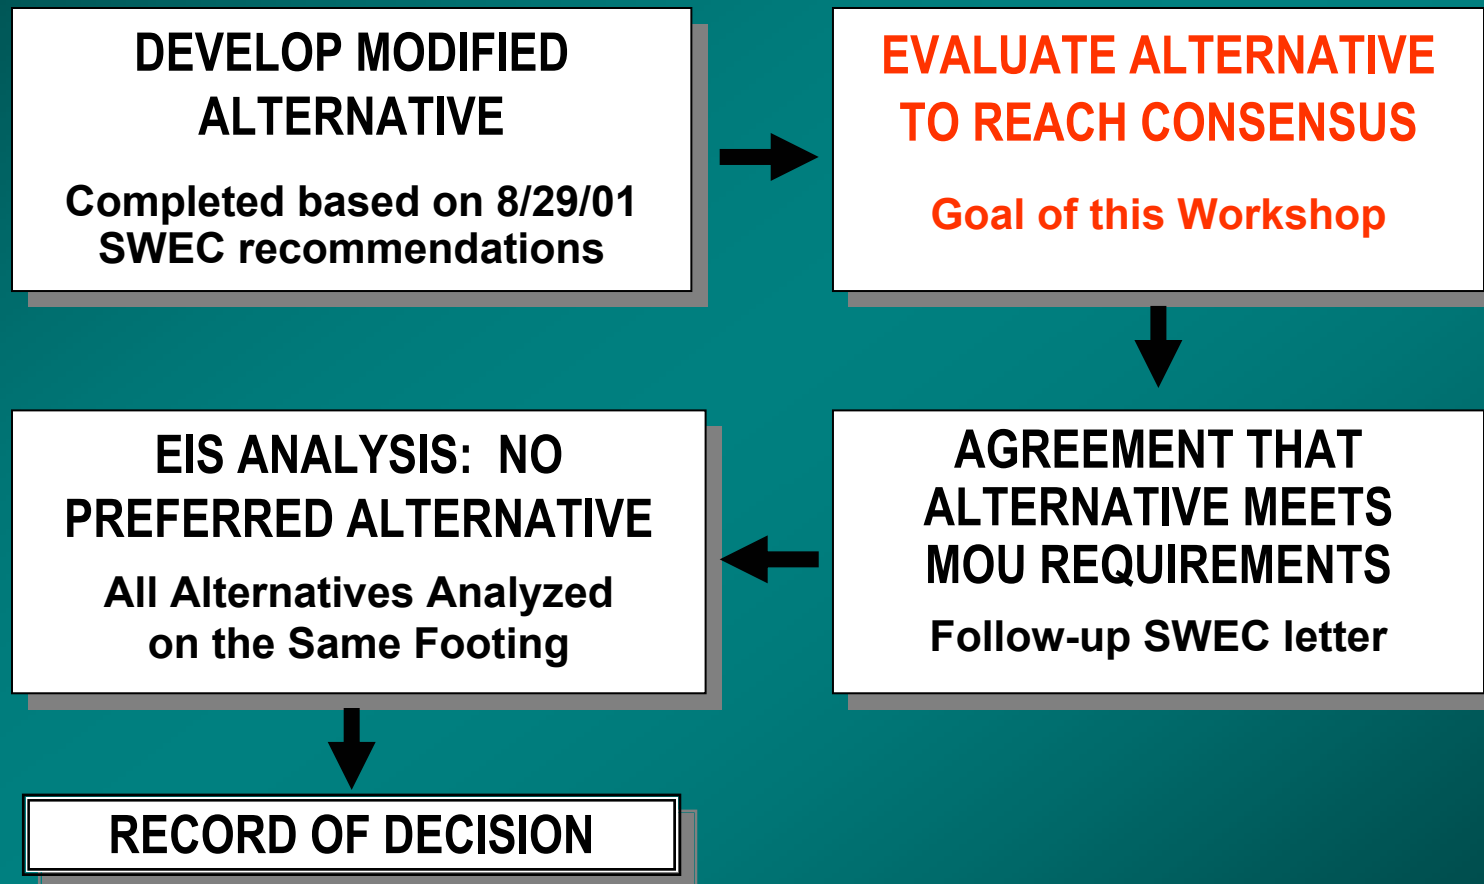 DEVELOP MODIFIED
ALTERNATIVE
Completed based on 8/29/01
SWEC recommendations
EVALUATE ALTERNATIVE
TO REACH CONSENSUS
Goal of this Workshop
AGREEMENT THAT
ALTERNATIVE MEETS
MOU REQUIREMENTS
Follow-up SWEC letter
EIS ANALYSIS: NO
PREFERRED ALTERNATIVE
All Alternatives Analyzed
on the Same Footing
RECORD OF DECISION